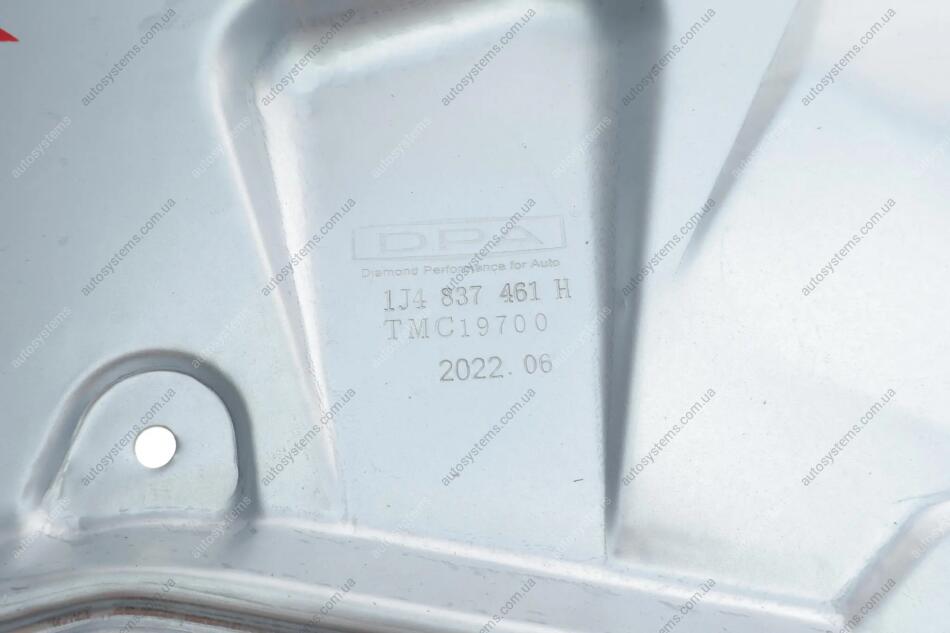 DPA
Diamond Performance for Auto
1J4 837 461 H
TMC19700
2022.06
autosystems.com.ua